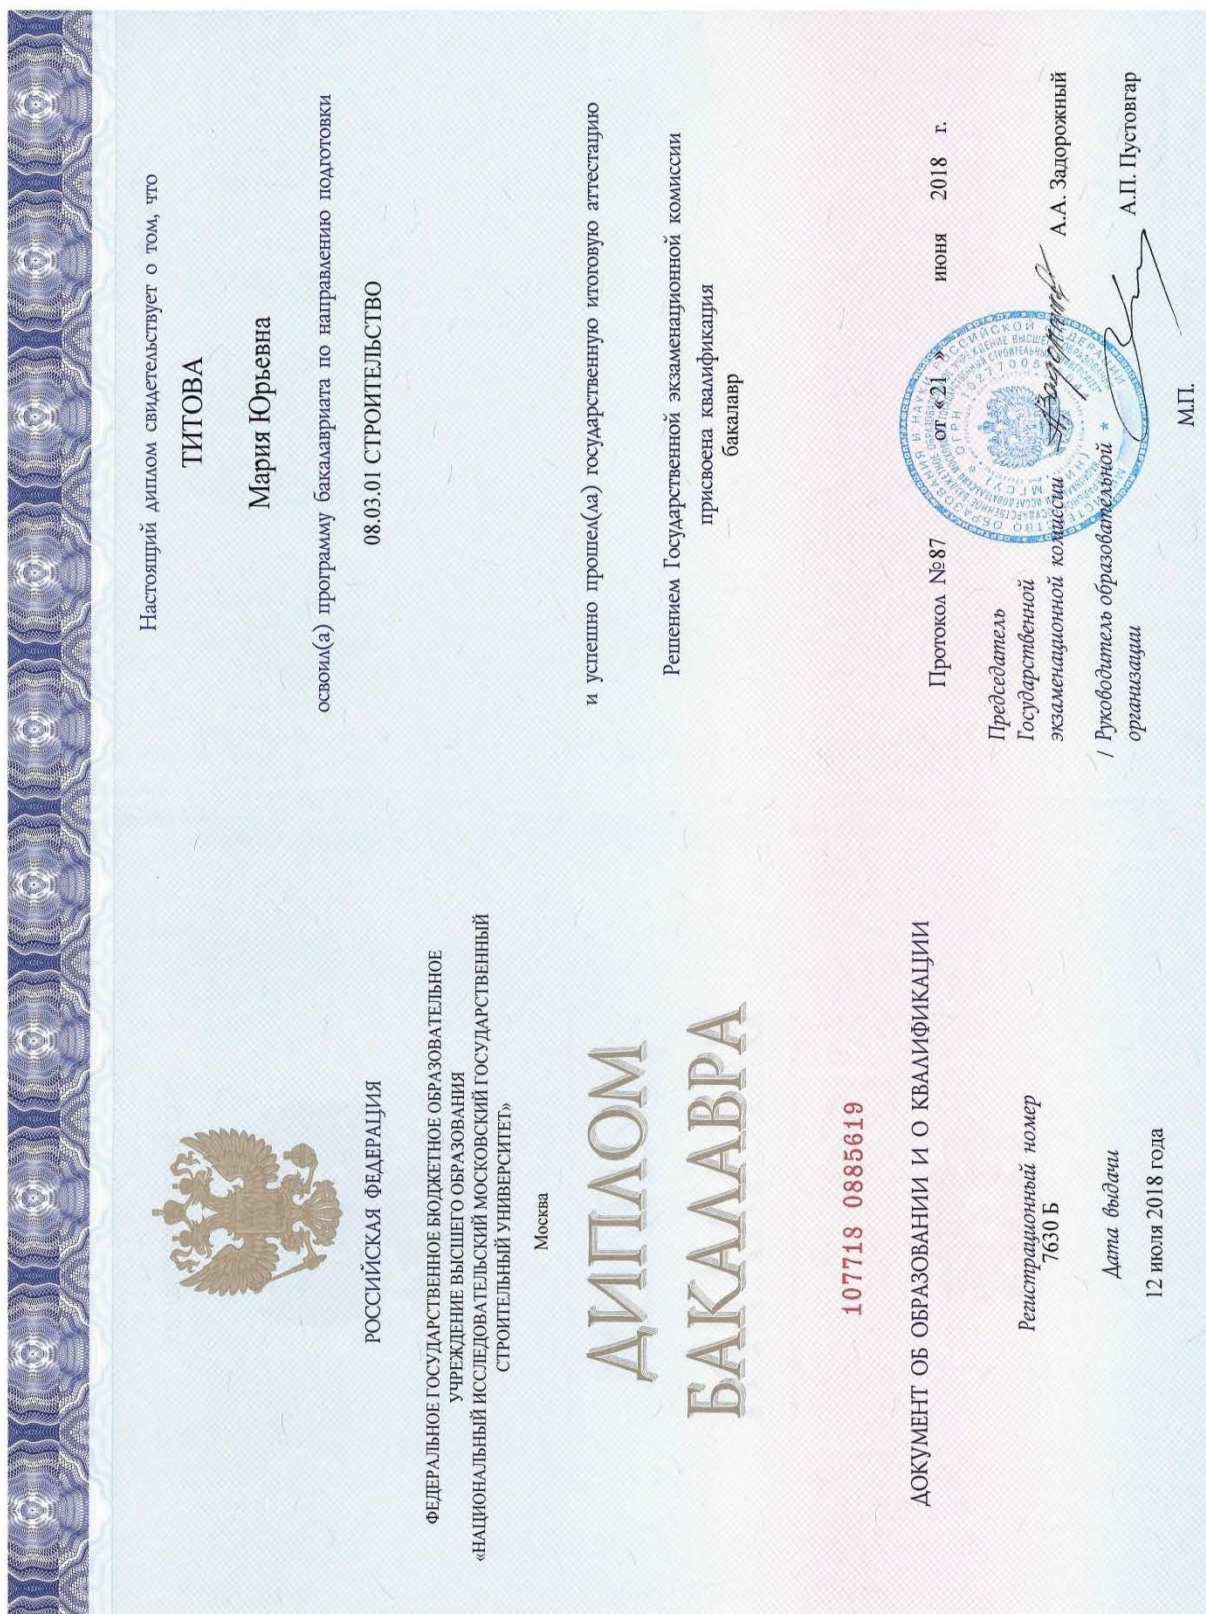 РОССИЙСКАЯ ФЕДЕРАЦИЯ
ФЕДЕРАЛЬНОЕ ГОСУДАРСТВЕННОЕ БЮДЖЕТНОЕ ОБРАЗОВАТЕЛЬНОЕ
УЧРЕЖДЕНИЕ ВЫСШЕГО ОБРАЗОВАНИЯ
«НАЦИОНАЛЬНЫЙ ИССЛЕДОВАТЕЛЬСКИЙ МОСКОВСКИЙ ГОСУДАРСТВЕННЫЙ
СТРОИТЕЛЬНЫЙ УНИВЕРСИТЕТ»
Москва
ДИПЛОМ
БАКАЛАВРА
107718 0885619
ДОКУМЕНТ ОБ ОБРАЗОВАНИИ И О КВАЛИФИКАЦИИ
Регистрационный номер
7630 Б
Дата выдачи
12 июля 2018 года
Настоящий диплом свидетельствует о том, что
ТИТОВА
Мария Юрьевна
освоил(а) программу бакалавриата по направлению подготовки
08.03.01 СТРОИТЕЛЬСТВО
и успешно прошел(ла) государственную итоговую аттестацию
Решением Государственной экзаменационной комиссии
присвоена квалификация
бакалавр
Протокол №87 от «21 » июня 2018 г.
Председатель
Государственной
экзаменационной комиссии А.А. Задорожный
/ Руководитель образовательной
организации А.П. Пустовгар
М.П.